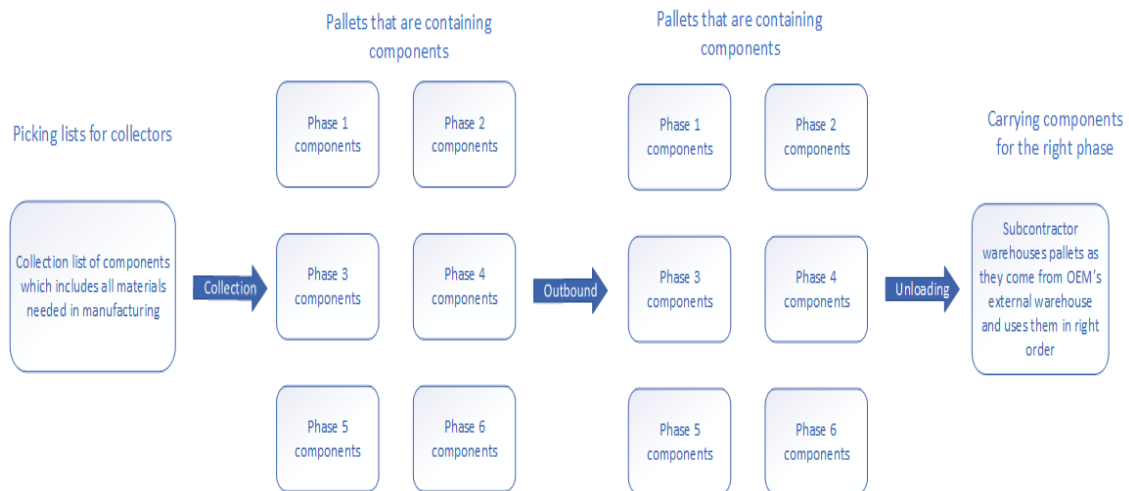 Picking lists for collectors
Collection list of components
which includes all materials
needed in manufacturing
Collection
Pallets that are containing
components
Phase 1
components
Phase 2
components
Phase 3
components
Phase 4
components
Phase 5
components
Phase 6
components
Outbound
Pallets that are containing
components
Phase 1
components
Phase 2
components
Phase 3
components
Phase 4
components
Phase 5
components
Phase 6
components
Unloading
Carrying components
for the right phase
Subcontractor
warehouses pallets as
they come from OEM's
external warehouse
and uses them in right
order